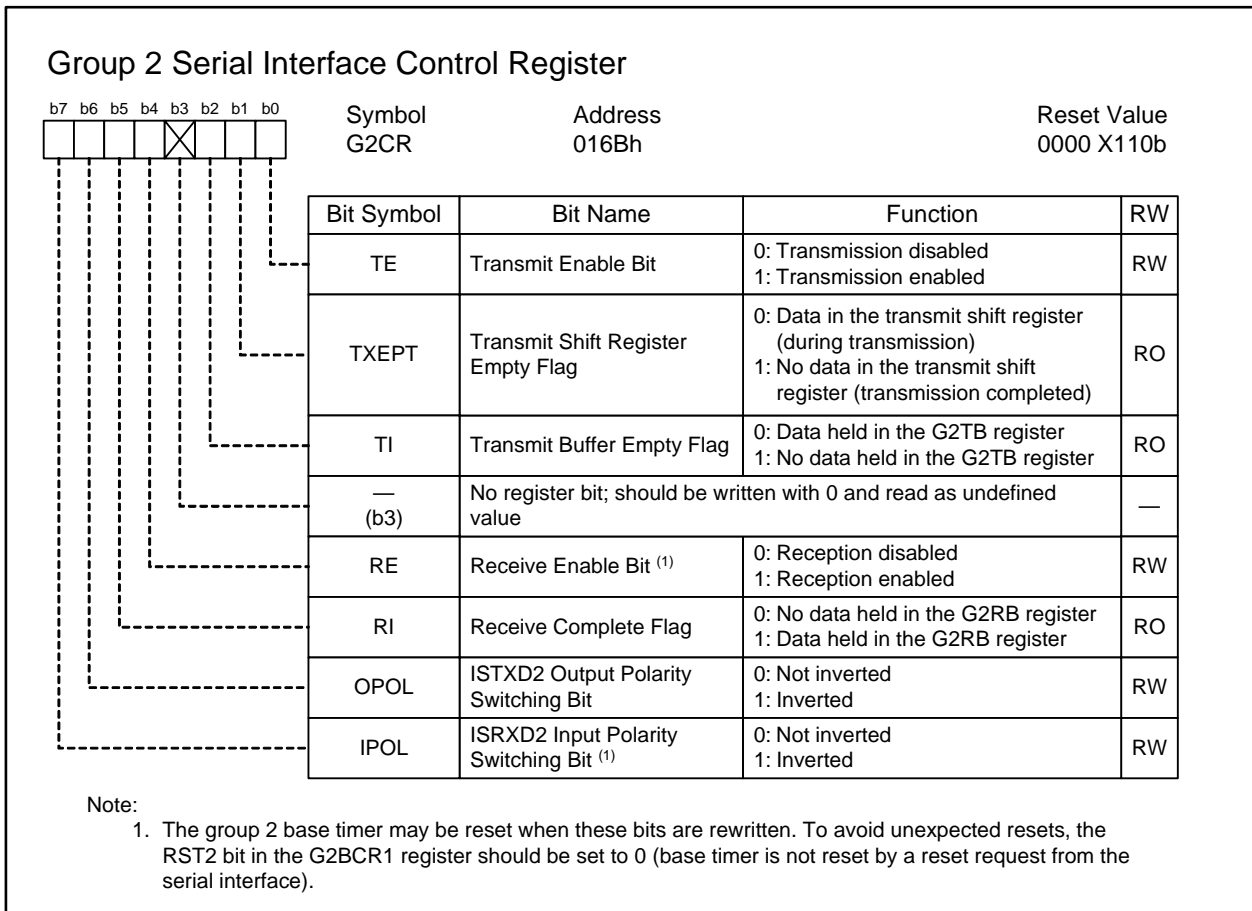 Group 2 Serial Interface Control Register
b7 b6 b5 b4 b3 b2 b1 b0
Symbol Address Reset Value
G2CR 016Bh 0000 X110b
Bit Symbol Bit Name Function RW
TE Transmit Enable Bit 0: Transmission disabled
1: Transmission enabled RW
TXEPT Transmit Shift Register
Empty Flag 0: Data in the transmit shift register
(during transmission)
1: No data in the transmit shift
register (transmission completed) RO
TI Transmit Buffer Empty Flag 0: Data held in the G2TB register
1: No data held in the G2TB register RO
—
(b3) No register bit; should be written with 0 and read as undefined
value —
RE Receive Enable Bit (1) 0: Reception disabled
1: Reception enabled RW
RI Receive Complete Flag 0: No data held in the G2RB register
1: Data held in the G2RB register RO
OPOL ISTXD2 Output Polarity
Switching Bit 0: Not inverted
1: Inverted RW
IPOL ISRXD2 Input Polarity
Switching Bit (1) 0: Not inverted
1: Inverted RW
Note:
1. The group 2 base timer may be reset when these bits are rewritten. To avoid unexpected resets, the
RST2 bit in the G2BCR1 register should be set to 0 (base timer is not reset by a reset request from the
serial interface).